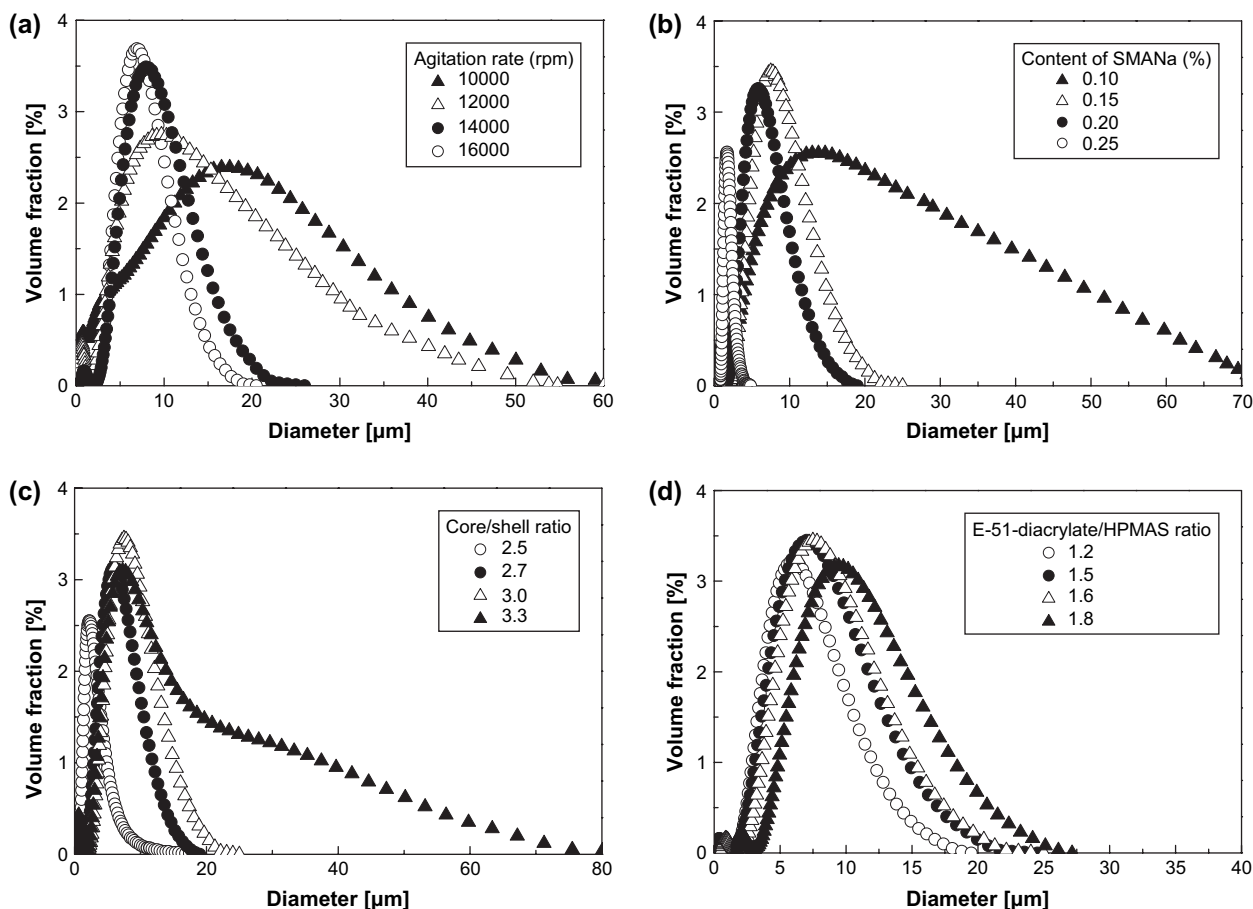 (a)
4
3
2
1
0
Volume fraction [%]
Agitation rate (rpm)
10000
12000
14000
16000
0 10 20 30 40 50 60
Diameter [µm]
(b)
4
3
2
1
0
Volume fraction [%]
Content of SMANa (%)
0.10
0.15
0.20
0.25
0 10 20 30 40 50 60 70
Diameter [µm]
(c)
4
3
2
1
0
Volume fraction [%]
Core/shell ratio
2.5
2.7
3.0
3.3
0 20 40 60 80
Diameter [µm]
(d)
4
3
2
1
0
Volume fraction [%]
E-51-diacrylate/HPMAS ratio
1.2
1.5
1.6
1.8
0 5 10 15 20 25 30 35 40
Diameter [µm]